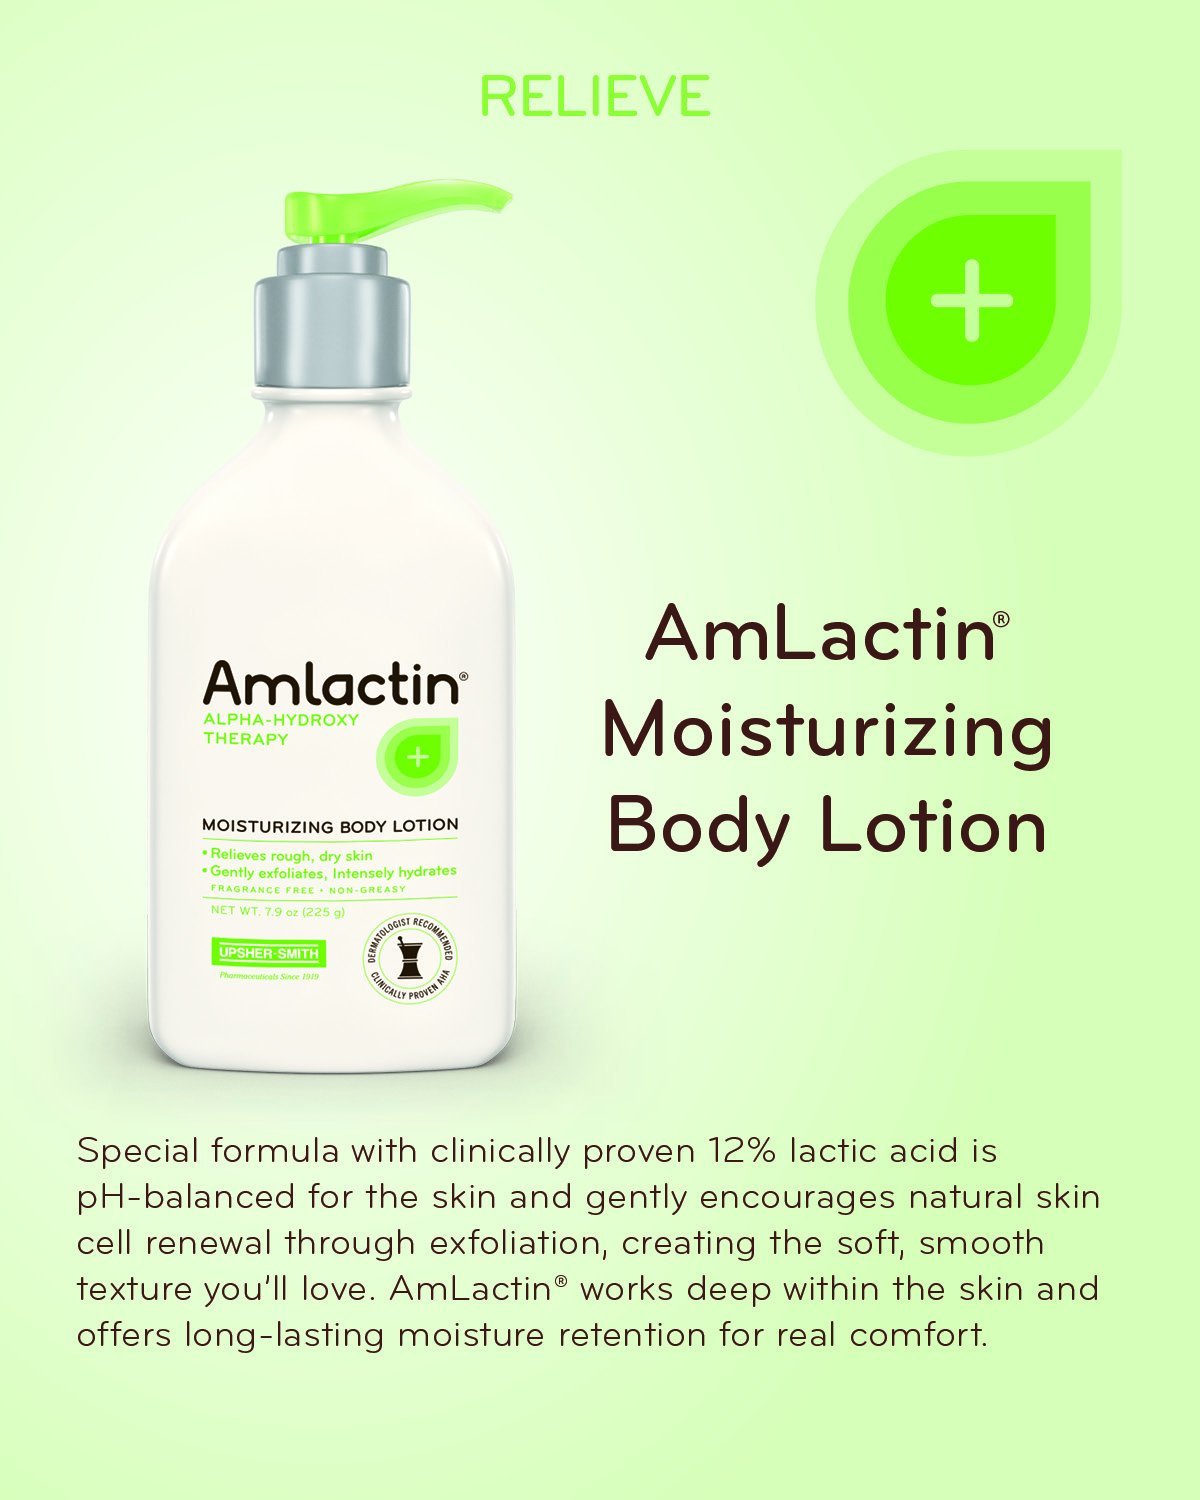 RELIEVE
Amlactin®
ALPHA-HYDROXY
THERAPY
MOISTURIZING BODY LOTION
• Relieves rough, dry skin
• Gently exfoliates, Intensely hydrates
FRAGRANCE FREE • NON-GREASY
NET WT. 7.9 oz (225 g)
UPSHER-SMITH
Pharmaceuticals Since 1919
DERMATOLOGIST RECOMMENDED
CLINICALLY PROVEN AHA
AmLactin®
Moisturizing
Body Lotion
Special formula with clinically proven 12% lactic acid is
pH-balanced for the skin and gently encourages natural skin
cell renewal through exfoliation, creating the soft, smooth
texture you'll love. AmLactin® works deep within the skin and
offers long-lasting moisture retention for real comfort.